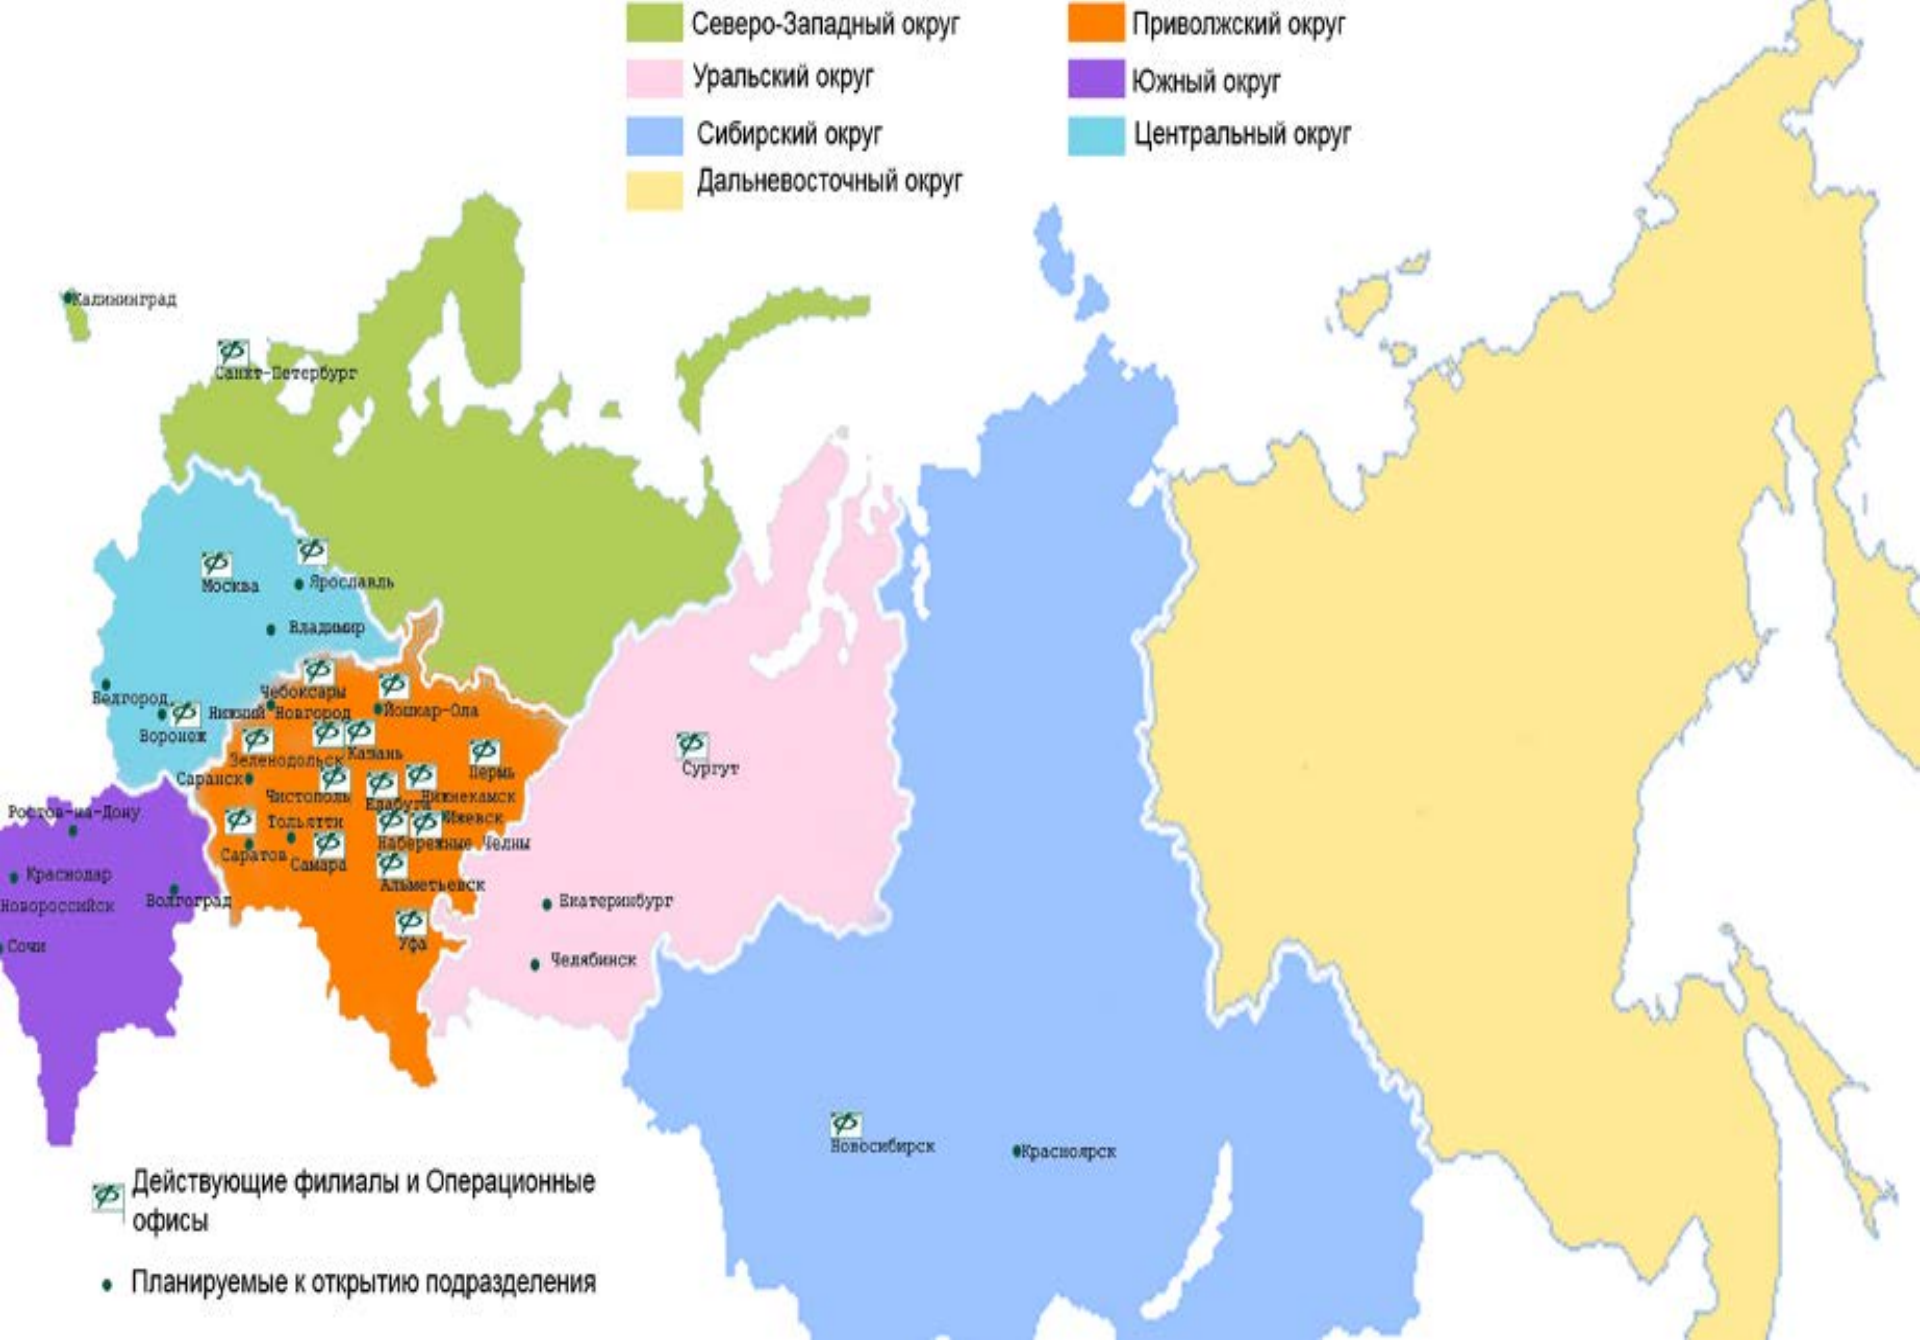 Северо-Западный округ
Приволжский округ
Уральский округ
Южный округ
Сибирский округ
Центральный округ
Дальневосточный округ
Калининград
Санкт-Петербург
Москва
Ярославль
Владимир
Белгород
Воронеж
Чебоксары
Нижний Новгород
Йошкар-Ола
Зеленодольск
Казань
Пермь
Сургут
Саранск
Чистополь
Елабуга
Нижнекамск
Ростов-на-Дону
Тольятти
Ижевск
Набережные Челны
Саратов
Самара
Краснодар
Альметьевск
Волгоград
Новороссийск
Екатеринбург
Сочи
Уфа
Челябинск
Новосибирск
Красноярск
Действующие филиалы и Операционные
офисы
Планируемые к открытию подразделения